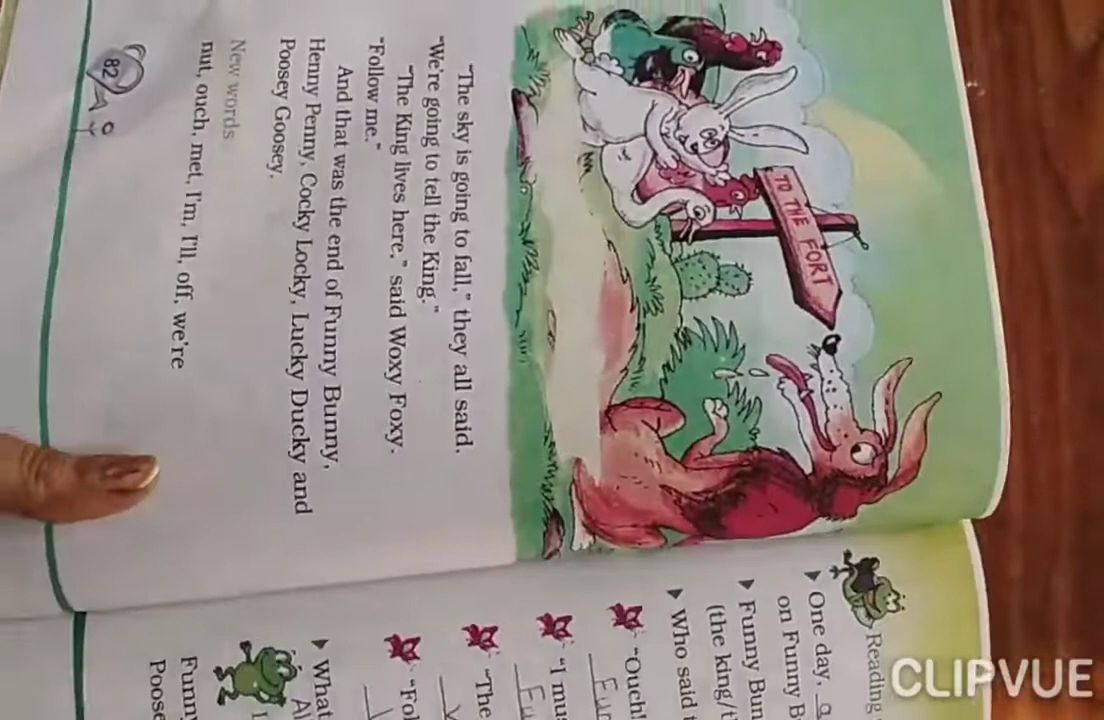 TO THE FORT
"The sky is going to fall," they all said.
"We're going to tell the King."
"The King lives here," said Woxy Foxy.
"Follow me."
And that was the end of Funny Bunny,
Henny Penny, Cocky Locky, Lucky Ducky and
Poosey Goosey.
New words
nut, ouch, met, I'm, I'll, off, we're
82
Reading
One day, a
on Funny B
Funny Bun
(the king/t
Who said t
"Ouch!
Fun
"I mus
Fu
"The
"Fol
What
Funny
Poose
CLIPVUE